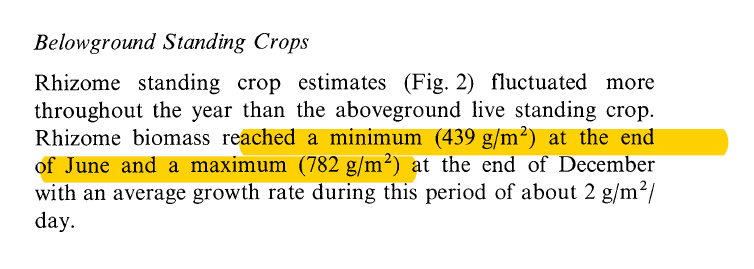 Belowground Standing Crops
Rhizome standing crop estimates (Fig. 2) fluctuated more
throughout the year than the aboveground live standing crop.
Rhizome biomass reached a minimum (439 g/m²) at the end
of June and a maximum (782 g/m²) at the end of December
with an average growth rate during this period of about 2 g/m²/
day.